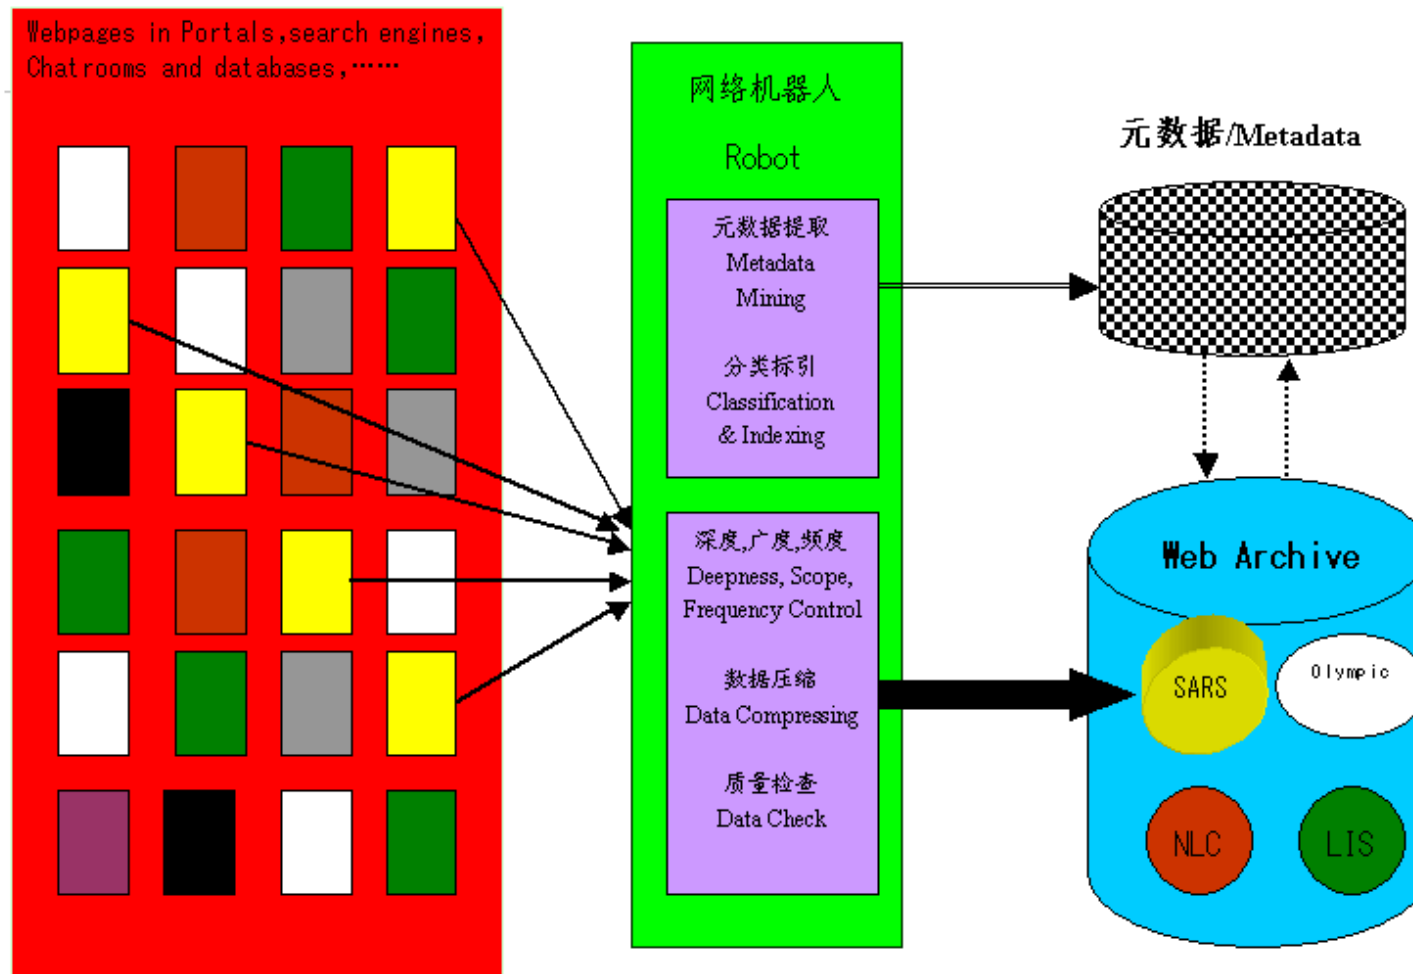 Webpages in Portals,search engines,
Chatrooms and databases,……
网络机器人
Robot
元数据提取
Metadata
Mining
分类标引
Classification
& Indexing
深度,广度,频度
Deepness, Scope,
Frequency Control
数据压缩
Data Compressing
质量检查
Data Check
元数据/Metadata
Web Archive
SARS
Olympic
NLC
LIS